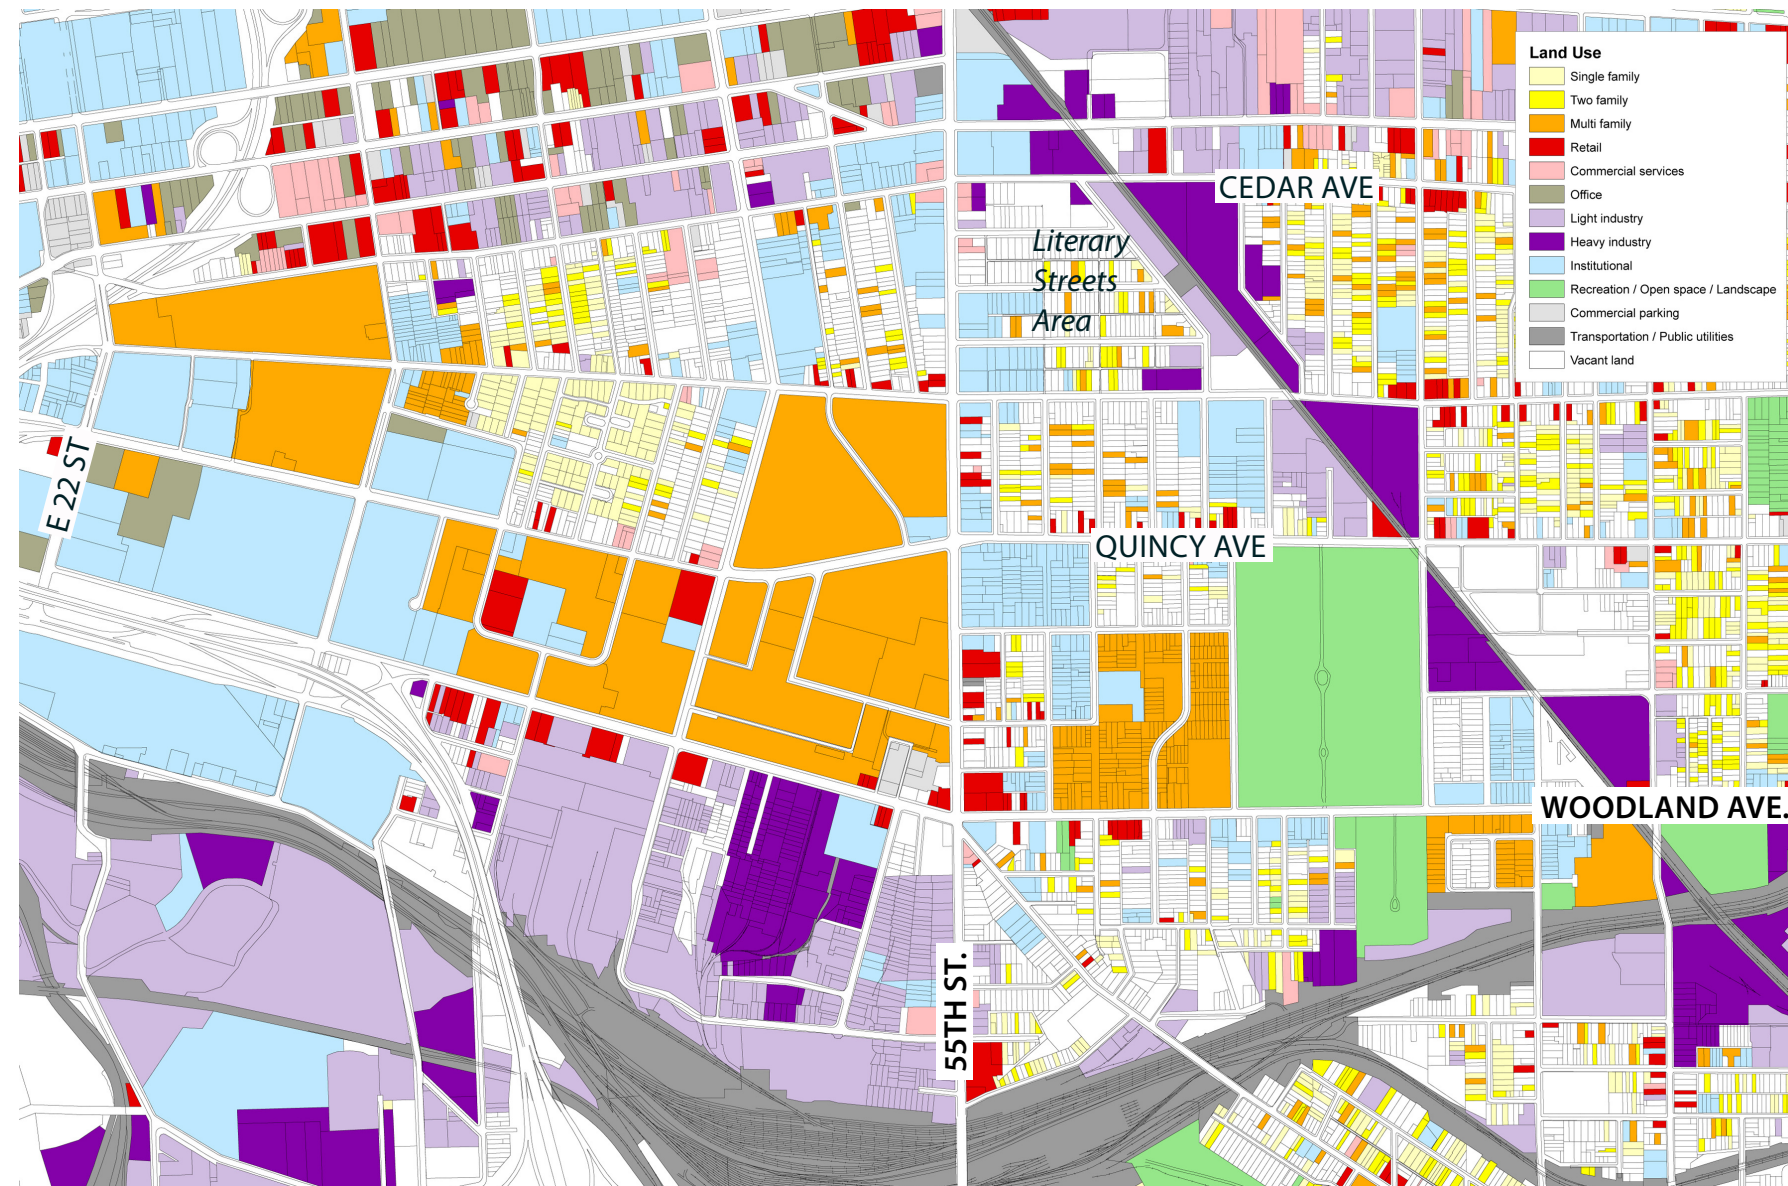 Land Use
Single family
Two family
Multi family
Retail
Commercial services
Office
Light industry
Heavy industry
Institutional
Recreation / Open space / Landscape
Commercial parking
Transportation / Public utilities
Vacant land
CEDAR AVE
Literary
Streets
Area
E 22 ST
QUINCY AVE
WOODLAND AVE.
55TH ST.